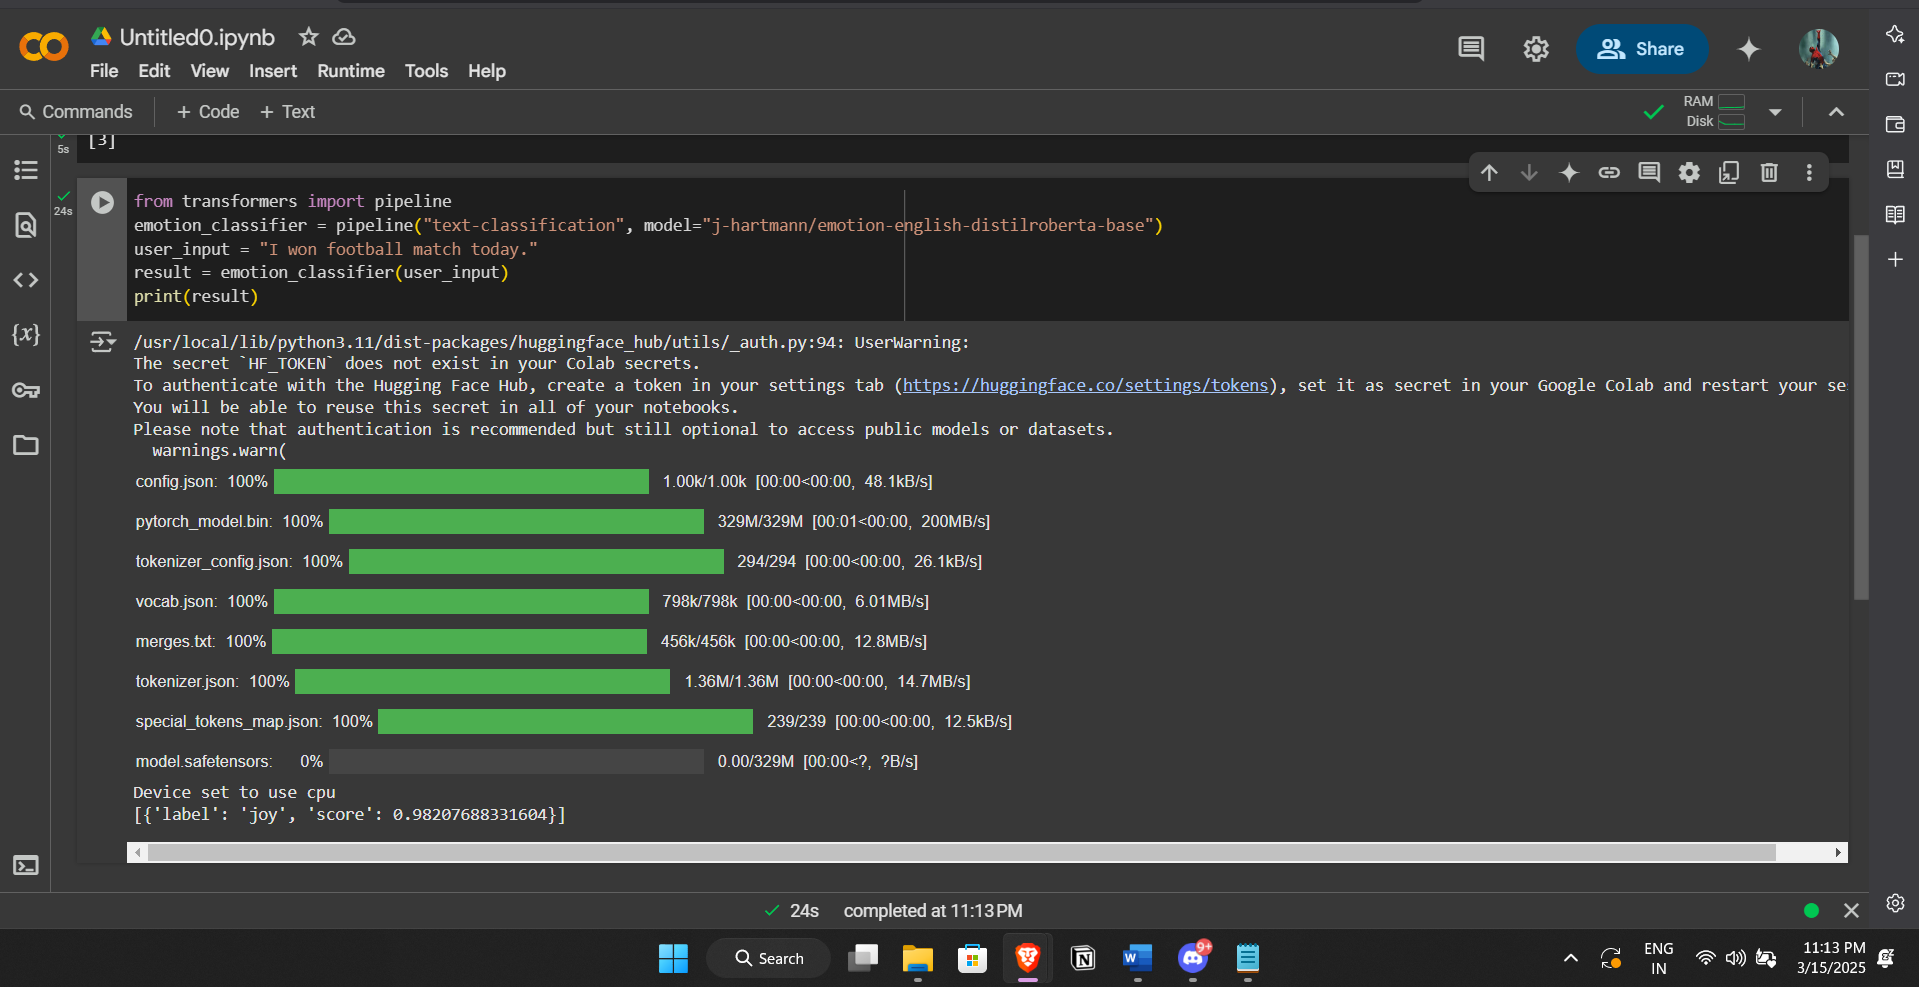 Untitled0.ipynb
File Edit View Insert Runtime Tools Help
Share
Commands + Code + Text
RAM
Disk
5s
[3]
24s
from transformers import pipeline
emotion_classifier = pipeline("text-classification", model="j-hartmann/emotion-english-distilroberta-base")
user_input = "I won football match today."
result = emotion_classifier(user_input)
print(result)
/usr/local/lib/python3.11/dist-packages/huggingface_hub/utils/_auth.py:94: UserWarning:
The secret `HF_TOKEN` does not exist in your Colab secrets.
To authenticate with the Hugging Face Hub, create a token in your settings tab (https://huggingface.co/settings/tokens), set it as secret in your Google Colab and restart your se
You will be able to reuse this secret in all of your notebooks.
Please note that authentication is recommended but still optional to access public models or datasets.
warnings.warn(
config.json: 100% 1.00k/1.00k [00:00<00:00, 48.1kB/s]
pytorch_model.bin: 100% 329M/329M [00:01<00:00, 200MB/s]
tokenizer_config.json: 100% 294/294 [00:00<00:00, 26.1kB/s]
vocab.json: 100% 798k/798k [00:00<00:00, 6.01MB/s]
merges.txt: 100% 456k/456k [00:00<00:00, 12.8MB/s]
tokenizer.json: 100% 1.36M/1.36M [00:00<00:00, 14.7MB/s]
special_tokens_map.json: 100% 239/239 [00:00<00:00, 12.5kB/s]
model.safetensors: 0% 0.00/329M [00:00<?, ?B/s]
Device set to use cpu
[{'label': 'joy', 'score': 0.98207688331604}]
24s completed at 11:13 PM
Search
9+
ENG
IN
11:13 PM
3/15/2025